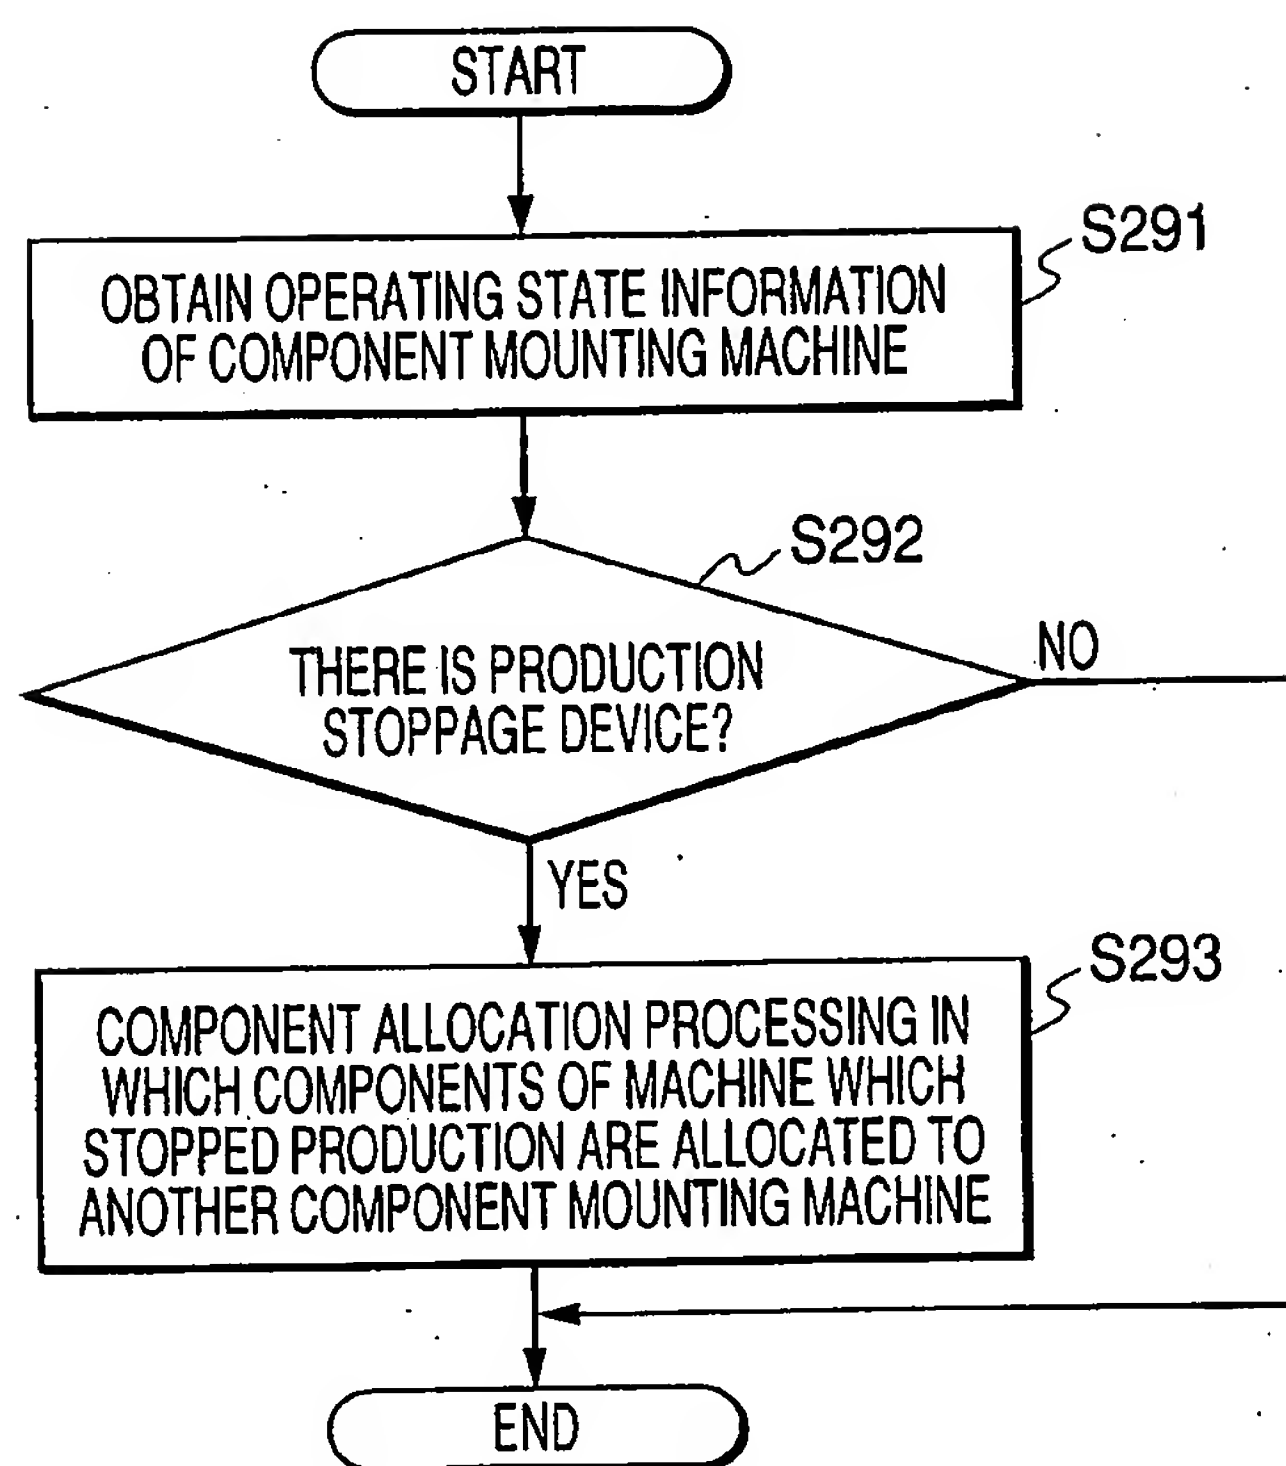 START
S291
OBTAIN OPERATING STATE INFORMATION
OF COMPONENT MOUNTING MACHINE
S292
THERE IS PRODUCTION
STOPPAGE DEVICE?
NO
YES
S293
COMPONENT ALLOCATION PROCESSING IN
WHICH COMPONENTS OF MACHINE WHICH
STOPPED PRODUCTION ARE ALLOCATED TO
ANOTHER COMPONENT MOUNTING MACHINE
END